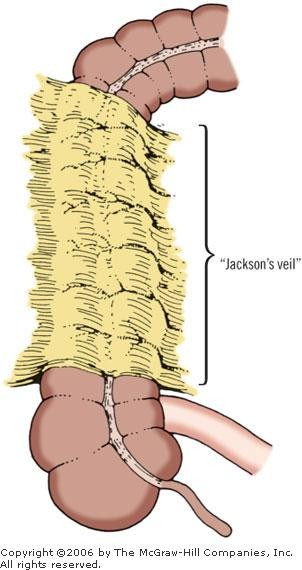 "Jackson's veil"
Copyright ©2006 by The McGraw-Hill Companies, Inc.
All rights reserved.